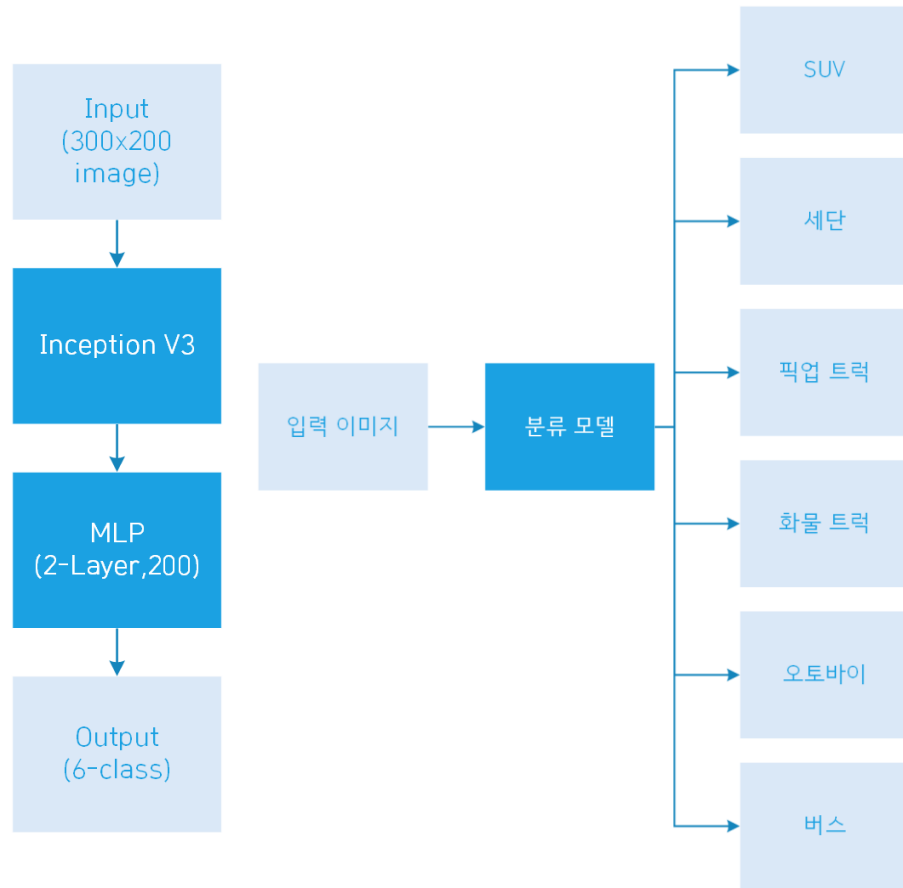 Input
(300x200
image)
Inception V3
MLP
(2-Layer,200)
Output
(6-class)
입력 이미지
분류 모델
SUV
세단
픽업 트럭
화물 트럭
오토바이
버스